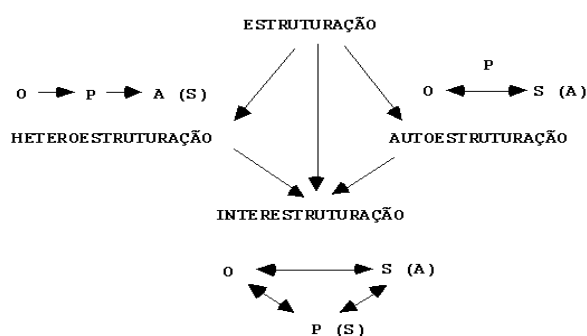 ESTRUTURAÇÃO
P
O P A (S)
O S (A)
HETEROESTRUTURAÇÃO AUTOESTRUTURAÇÃO
INTERESTRUTURAÇÃO
O S (A)
P (S)